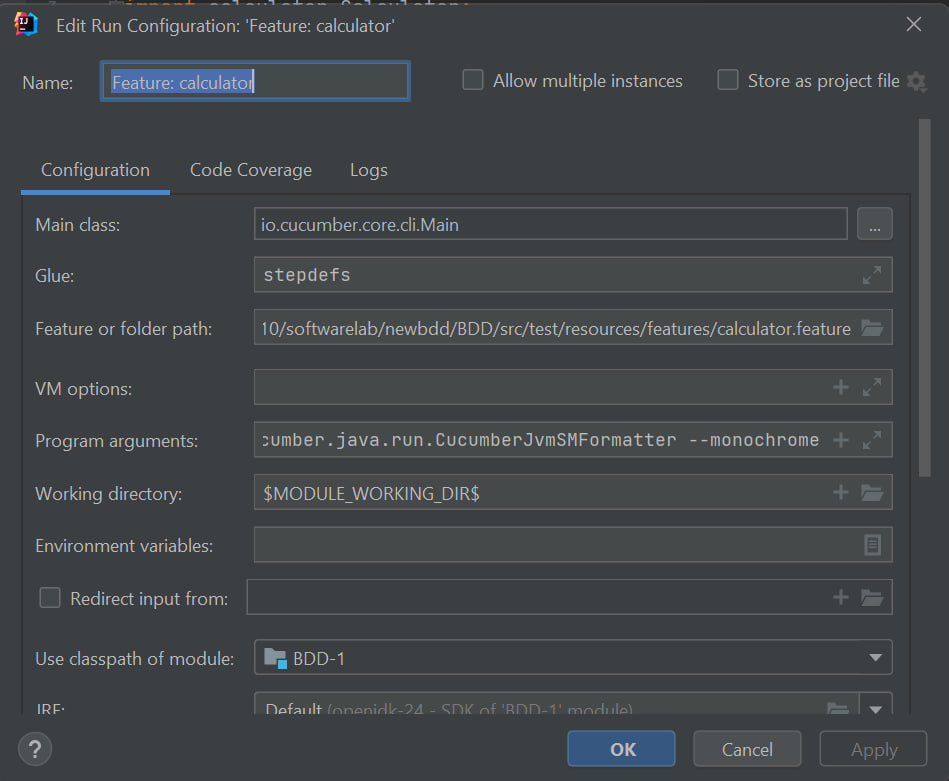 import calculator.Calculator;
Edit Run Configuration: 'Feature: calculator'
Name: Feature: calculator Allow multiple instances Store as project file
Configuration Code Coverage Logs
Main class: io.cucumber.core.cli.Main ...
Glue: stepdefs
Feature or folder path: 10/softwarelab/newbdd/BDD/src/test/resources/features/calculator.feature
VM options:
Program arguments: cumber.java.run.CucumberJvmSMFormatter --monochrome
Working directory: $MODULE_WORKING_DIR$
Environment variables:
Redirect input from:
Use classpath of module: BDD-1
JRE: Default (openjdk-24 - SDK of 'BDD-1' module)
? OK Cancel Apply